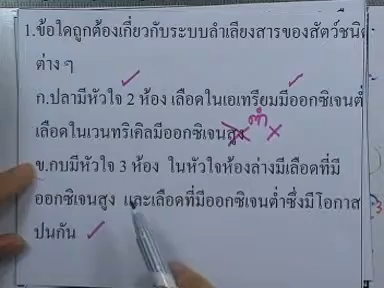 1.ข้อใดถูกต้องเกี่ยวกับระบบลำเลียงสารของสัตว์ชนิด
ต่าง ๆ
ก.ปลามีหัวใจ 2 ห้อง เลือดในเอเทรียมมีออกซิเจนต่ำ
เลือดในเวนทริเคิลมีออกซิเจนสูง ต่ำ
ข.กบมีหัวใจ 3 ห้อง ในหัวใจห้องล่างมีเลือดที่มี
ออกซิเจนสูง และเลือดที่มีออกซิเจนต่ำซึ่งมีโอกาส
ปนกัน